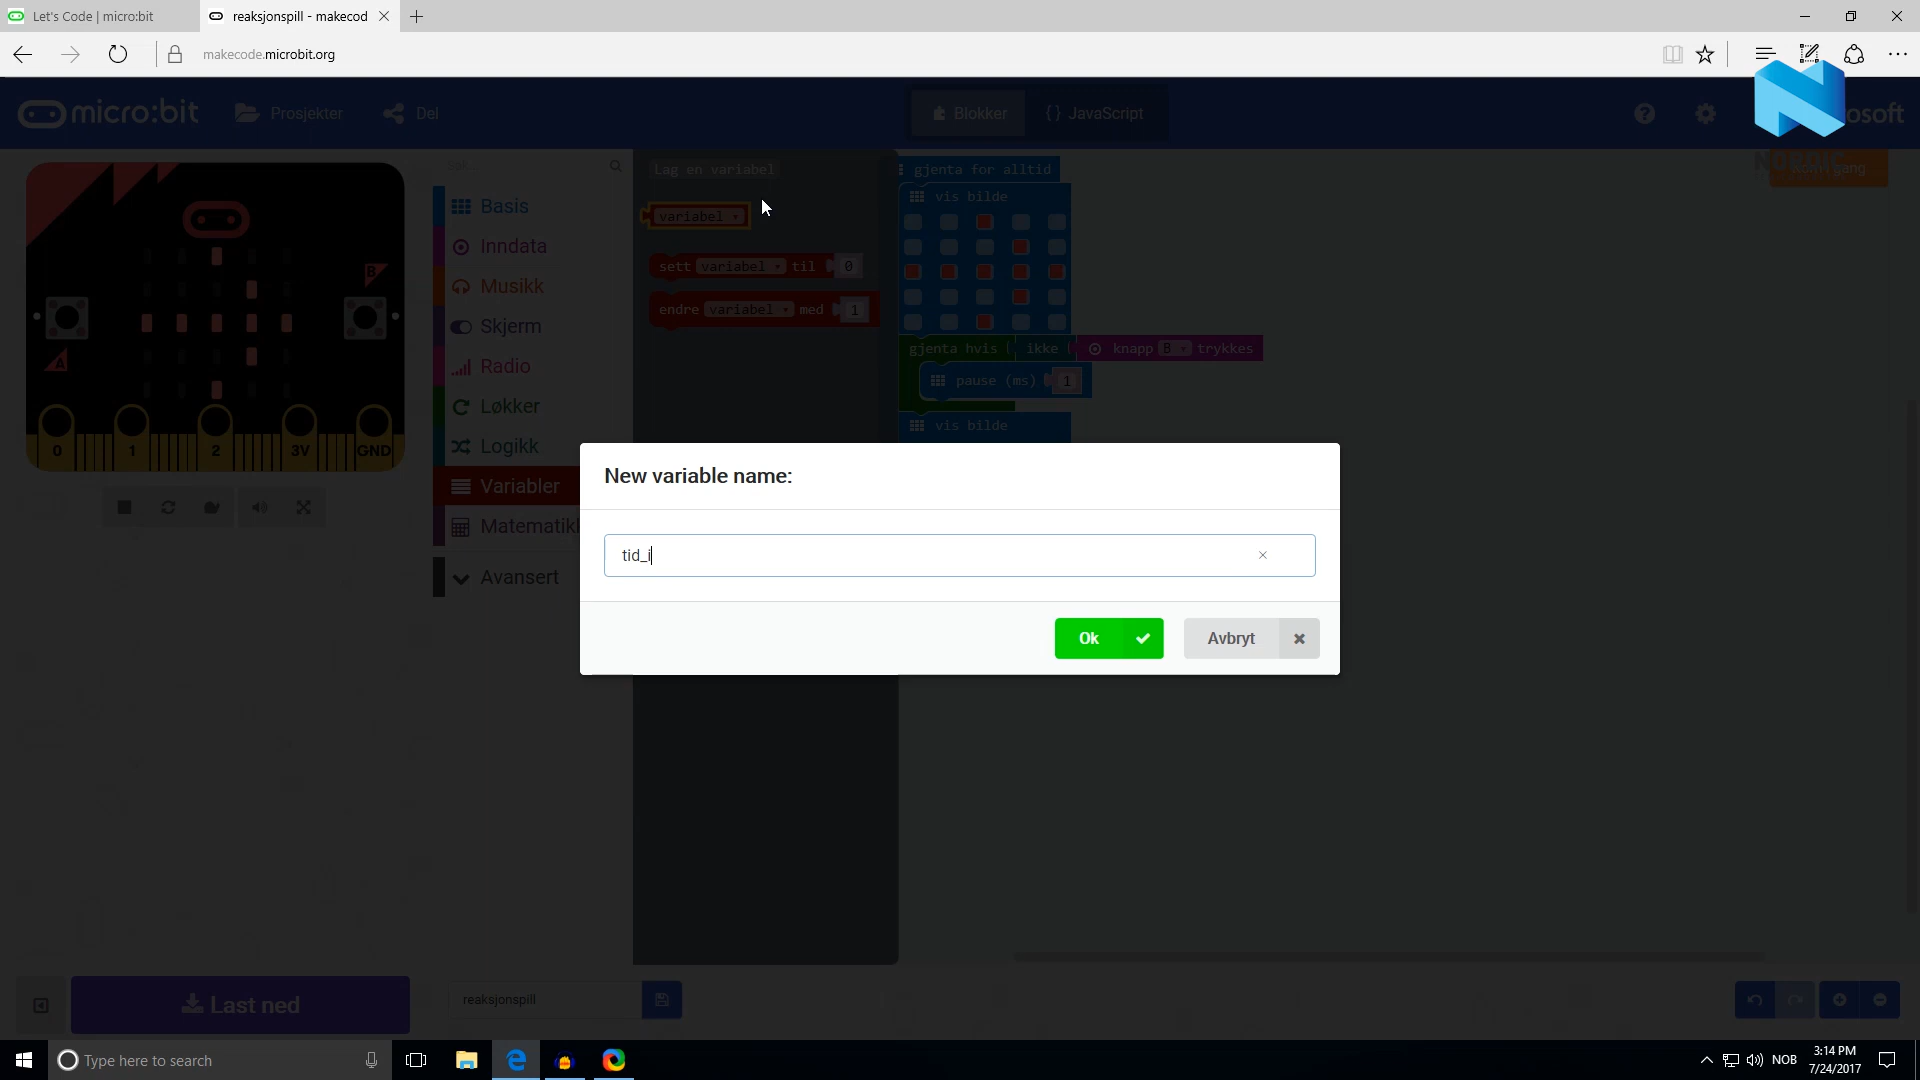 Let's Code | micro:bit
reaksjonspill - makecod
makecode.microbit.org
micro:bit
Prosjekter
Del
Blokker
{} JavaScript
osoft
Søk...
Lag en variabel
gjenta for alltid
vis bilde
variabel
Basis
Inndata
sett variabel til 0
Musikk
endre variabel med 1
Skjerm
gjenta hvis ikke knapp B trykkes
Radio
pause (ms) 1
Løkker
vis bilde
B
A
0 1 2 3V GND
Logikk
Variabler
Matematikk
Avansert
New variable name:
tid_i
Ok
Avbryt
Last ned
reaksjonspill
Type here to search
NOB
3:14 PM
7/24/2017